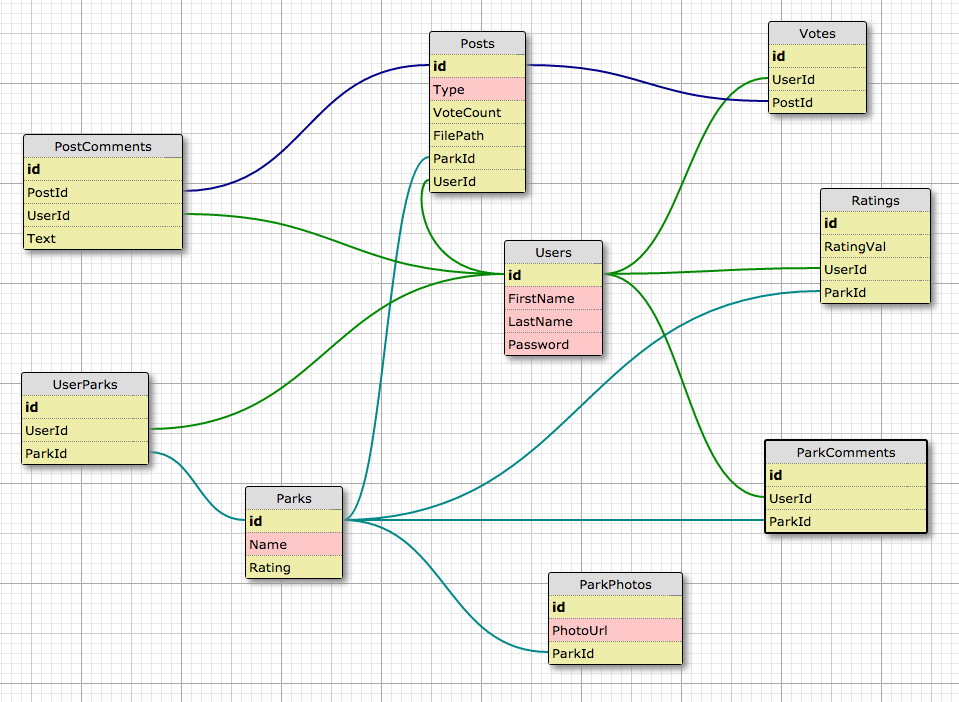 Posts
id
Type
VoteCount
FilePath
ParkId
UserId
Votes
id
UserId
PostId
PostComments
id
PostId
UserId
Text
Ratings
id
RatingVal
UserId
ParkId
Users
id
FirstName
LastName
Password
UserParks
id
UserId
ParkId
ParkComments
id
UserId
ParkId
Parks
id
Name
Rating
ParkPhotos
id
PhotoUrl
ParkId